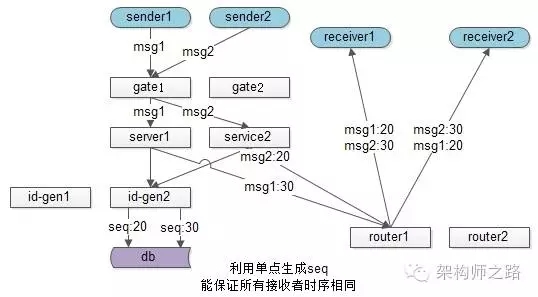 sender1
sender2
receiver1
receiver2
msg1
msg2
gate1
gate2
msg1
msg2
msg1:20
msg2:30
msg2:30
msg1:20
server1
service2
msg2:20
msg1:30
id-gen1
id-gen2
seq:20
seq:30
router1
router2
db
利用单点生成seq
能保证所有接收者时序相同
架构师之路